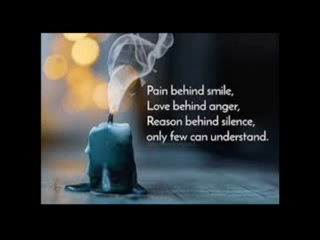 Pain behind smile,
Love behind anger,
Reason behind silence,
only few can understand.